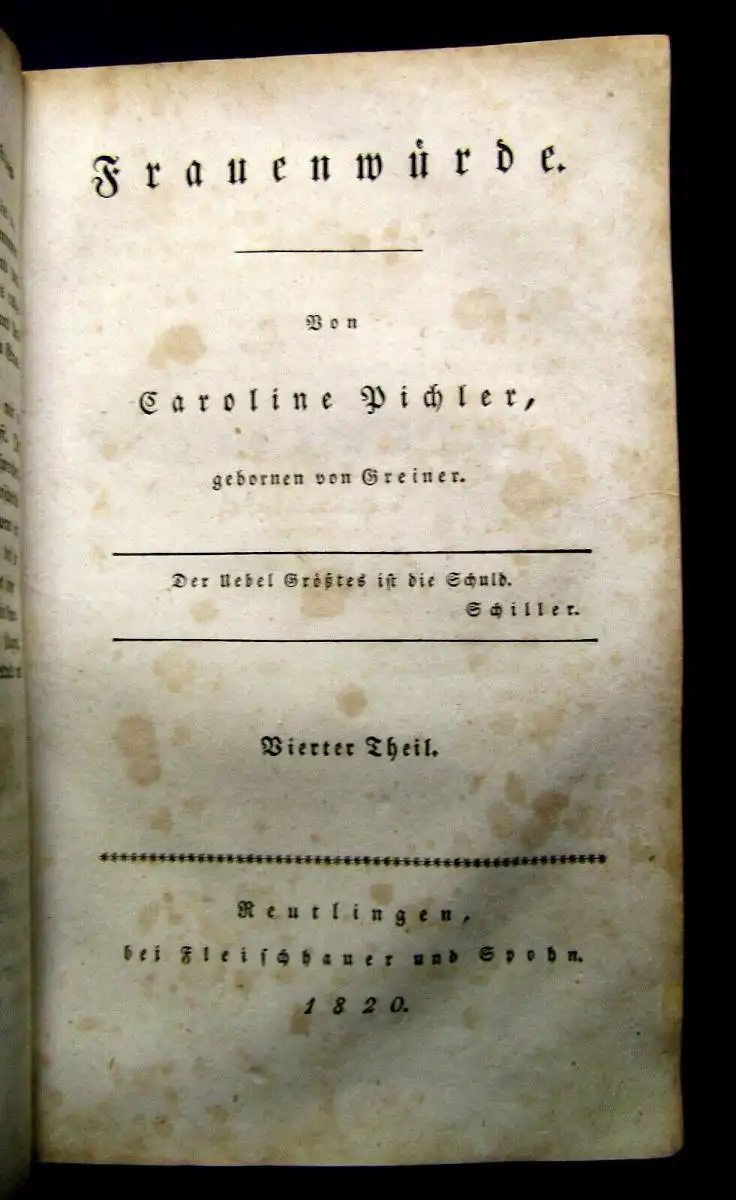 Frauenwürde.
Von
Caroline Pichler,
gebornen von Greiner.
Der Uebel Größtes ist die Schuld.
Schiller.
Vierter Theil.
Reutlingen,
bei Fleischhauer und Spohn.
1820.